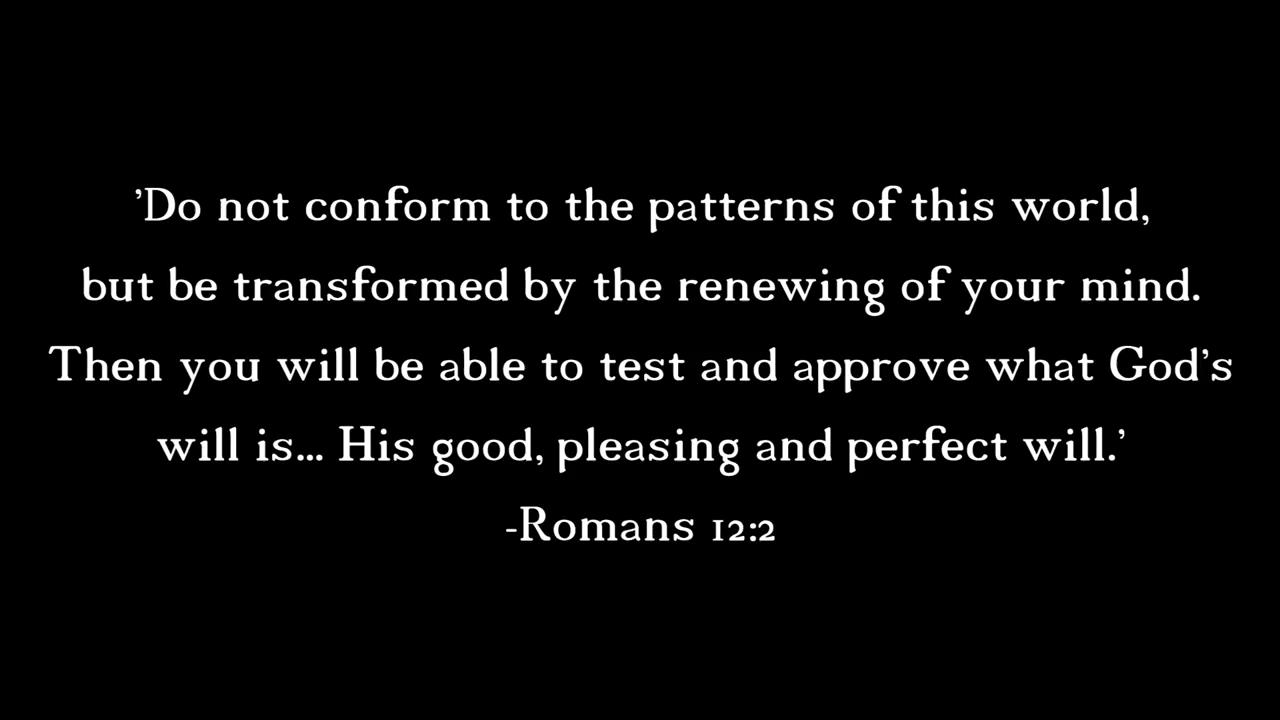 ’Do not conform to the patterns of this world,
but be transformed by the renewing of your mind.
Then you will be able to test and approve what God’s
will is... His good, pleasing and perfect will.’
-Romans 12:2